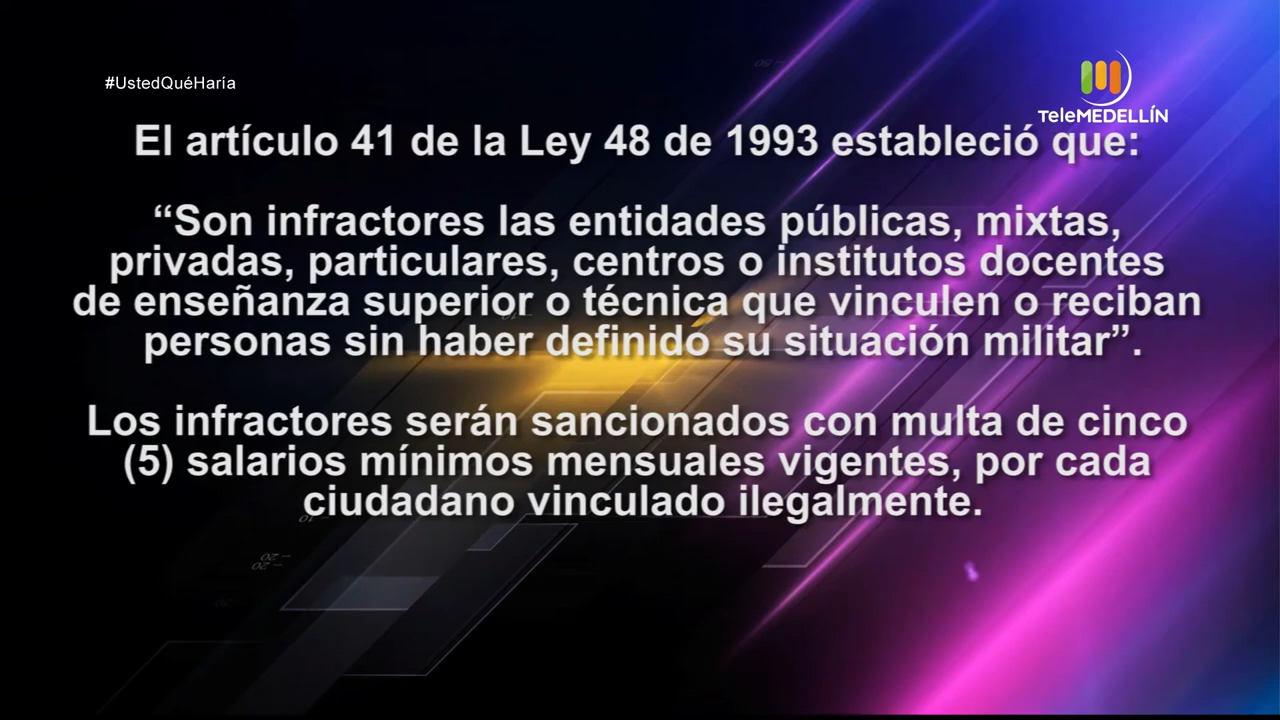 #UstedQuéHaría
TeleMEDELLÍN
El artículo 41 de la Ley 48 de 1993 estableció que:
“Son infractores las entidades públicas, mixtas,
privadas, particulares, centros o institutos docentes
de enseñanza superior o técnica que vinculen o reciban
personas sin haber definido su situación militar”.
Los infractores serán sancionados con multa de cinco
(5) salarios mínimos mensuales vigentes, por cada
ciudadano vinculado ilegalmente.